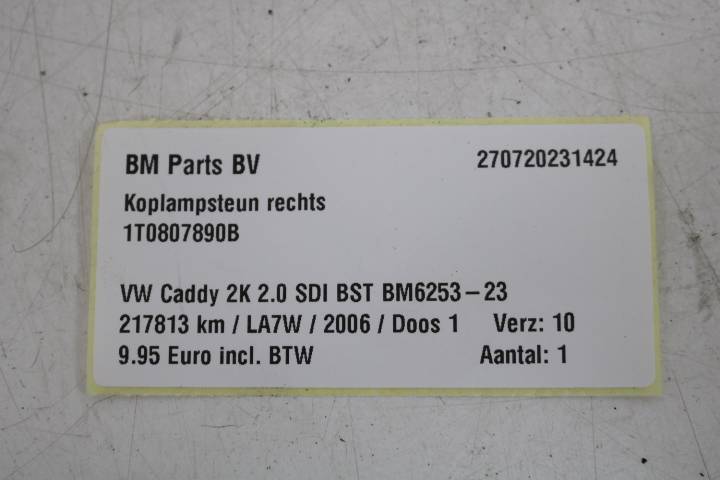 BM Parts BV 270720231424
Koplampsteun rechts
1T0807890B
VW Caddy 2K 2.0 SDI BST BM6253-23
217813 km / LA7W / 2006 / Doos 1 Verz: 10
9.95 Euro incl. BTW Aantal: 1